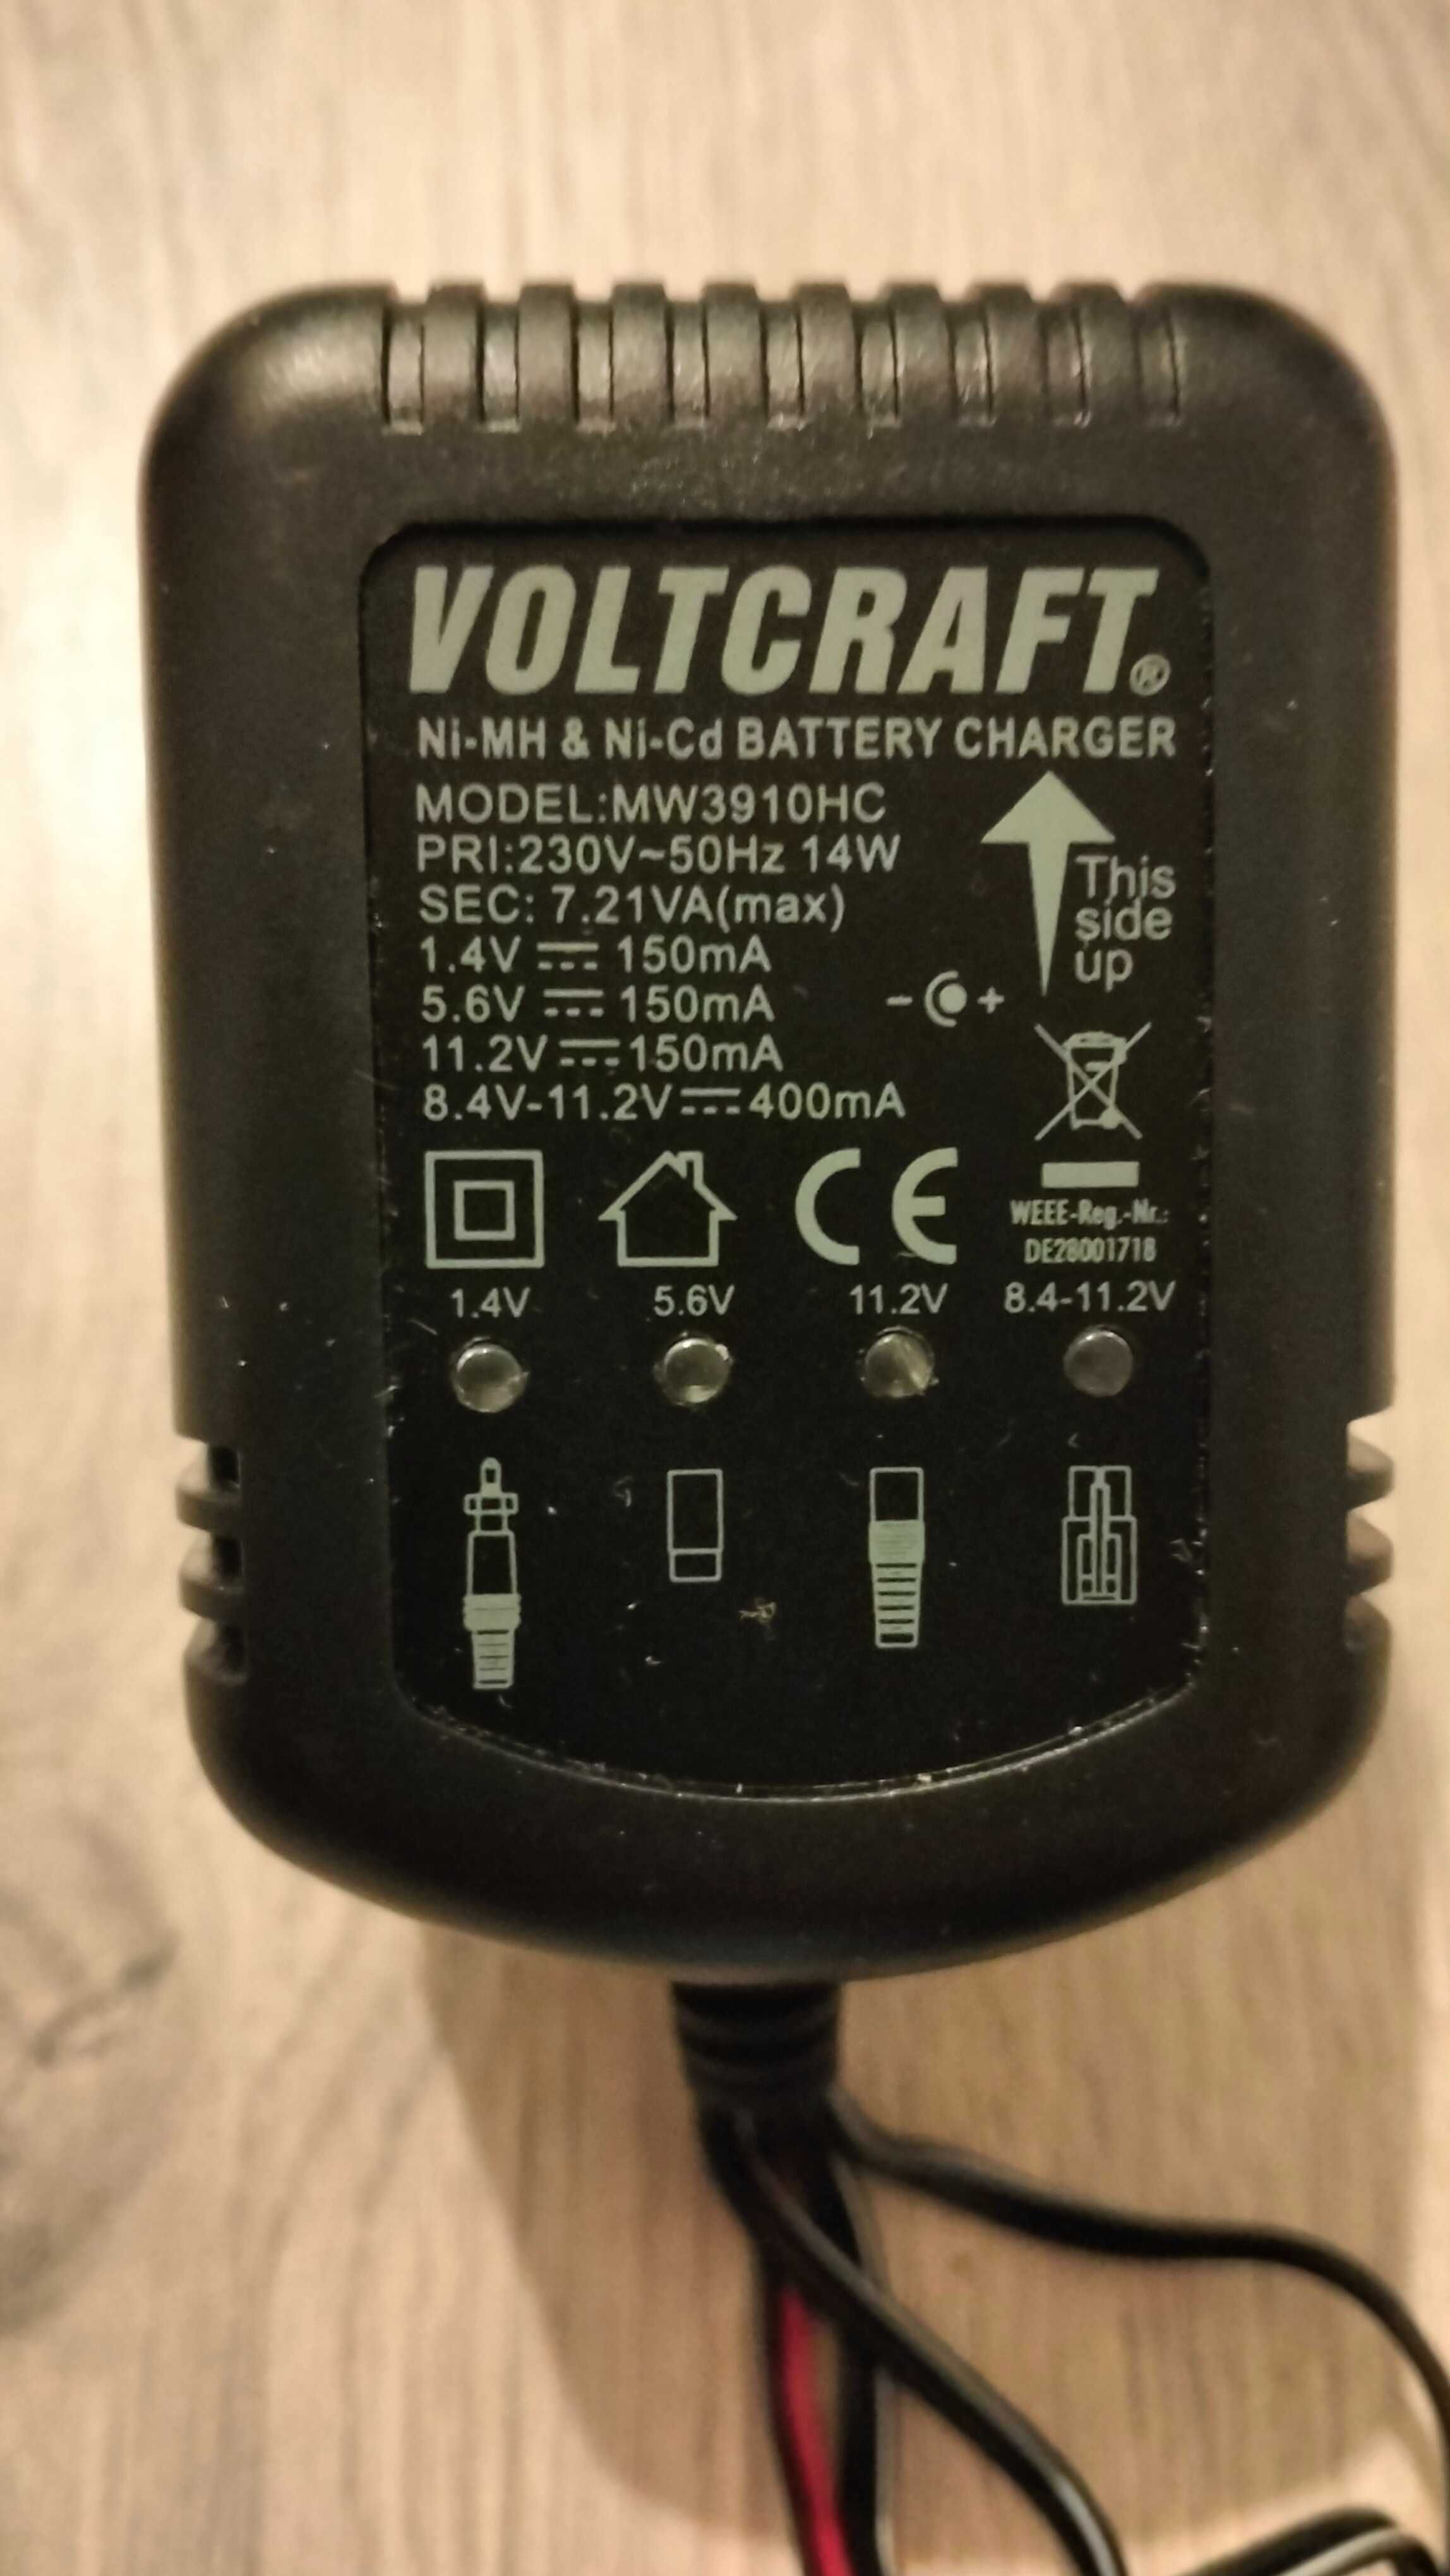 VOLTCRAFT®
Ni-MH & Ni-Cd BATTERY CHARGER
MODEL:MW3910HC
PRI:230V~50Hz 14W
SEC: 7.21VA(max)
1.4V ⎓ 150mA
5.6V ⎓ 150mA
11.2V ⎓ 150mA
8.4V-11.2V ⎓ 400mA
This
side
up
- +
CE
WEEE-Reg.-Nr.:
DE28001718
1.4V 5.6V 11.2V 8.4-11.2V